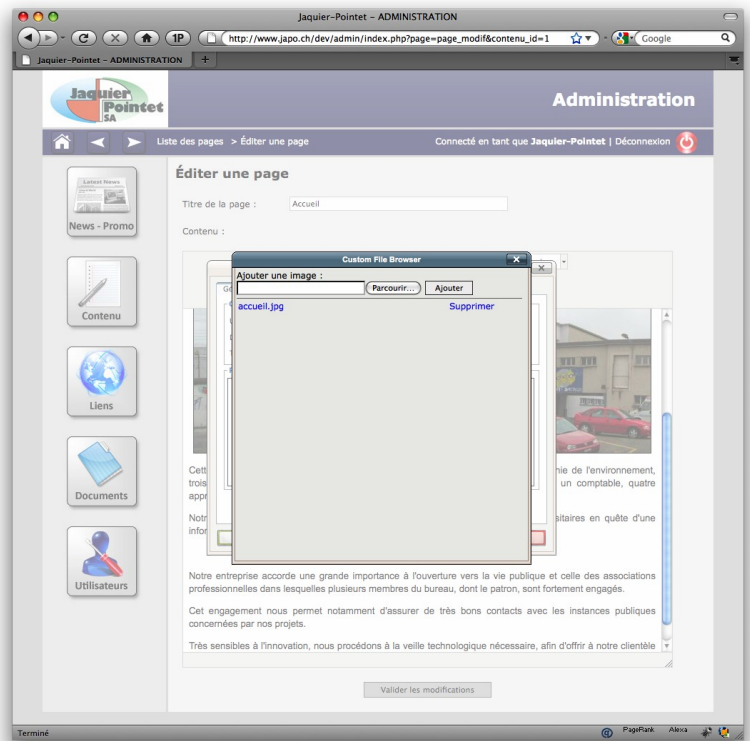 Jaquier-Pointet – ADMINISTRATION
1P
http://www.japo.ch/dev/admin/index.php?page=page_modif&contenu_id=1
Google
Jaquier-Pointet – ADMINISTRATION
+
Jaquier
Pointet
SA
Administration
Liste des pages > Éditer une page
Connecté en tant que Jaquier-Pointet | Déconnexion
Latest News
News - Promo
Contenu
Liens
Documents
Utilisateurs
Éditer une page
Titre de la page :
Accueil
Contenu :
Custom File Browser
X
Ajouter une image :
Parcourir...
Ajouter
accueil.jpg
Supprimer
Cett
nie de l'environnement,
trois
un comptable, quatre
appr
Notr
sitaires en quête d'une
infor
Notre entreprise accorde une grande importance à l'ouverture vers la vie publique et celle des associations
professionnelles dans lesquelles plusieurs membres du bureau, dont le patron, sont fortement engagés.
Cet engagement nous permet notamment d'assurer de très bons contacts avec les instances publiques
concernées par nos projets.
Très sensibles à l'innovation, nous procédons à la veille technologique nécessaire, afin d'offrir à notre clientèle
Valider les modifications
Terminé
PageRank
Alexa